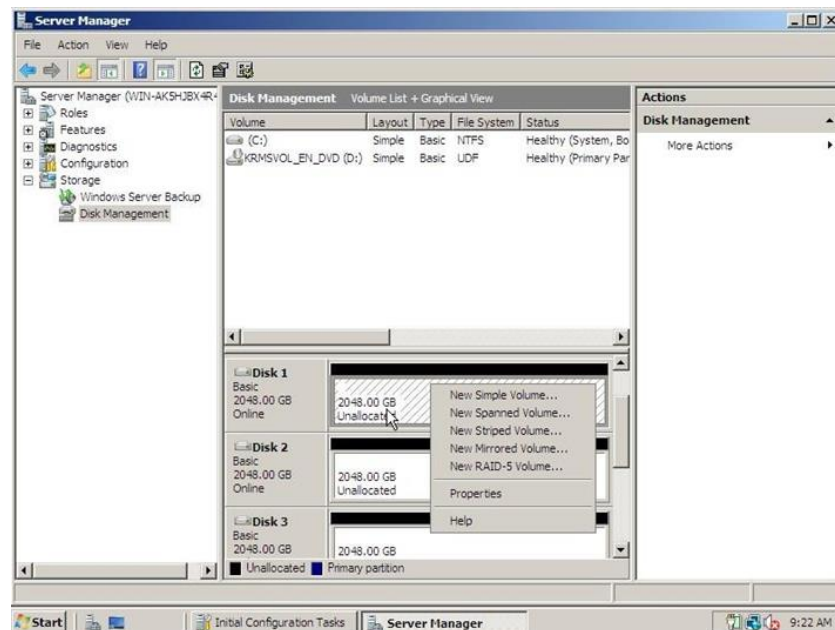 Server Manager
File Action View Help
Server Manager (WIN-AK5HJBX4R4
Roles
Features
Diagnostics
Configuration
Storage
Windows Server Backup
Disk Management
Disk Management Volume List + Graphical View
Volume Layout Type File System Status
(C:) Simple Basic NTFS Healthy (System, Bo
KRMSVOL_EN_DVD (D:) Simple Basic UDF Healthy (Primary Par
Disk 1
Basic
2048.00 GB
Online
2048.00 GB
Unallocated
Disk 2
Basic
2048.00 GB
Online
2048.00 GB
Unallocated
Disk 3
Basic
2048.00 GB
2048.00 GB
New Simple Volume...
New Spanned Volume...
New Striped Volume...
New Mirrored Volume...
New RAID-5 Volume...
Properties
Help
Unallocated Primary partition
Actions
Disk Management
More Actions
Start Initial Configuration Tasks Server Manager 9:22 AM